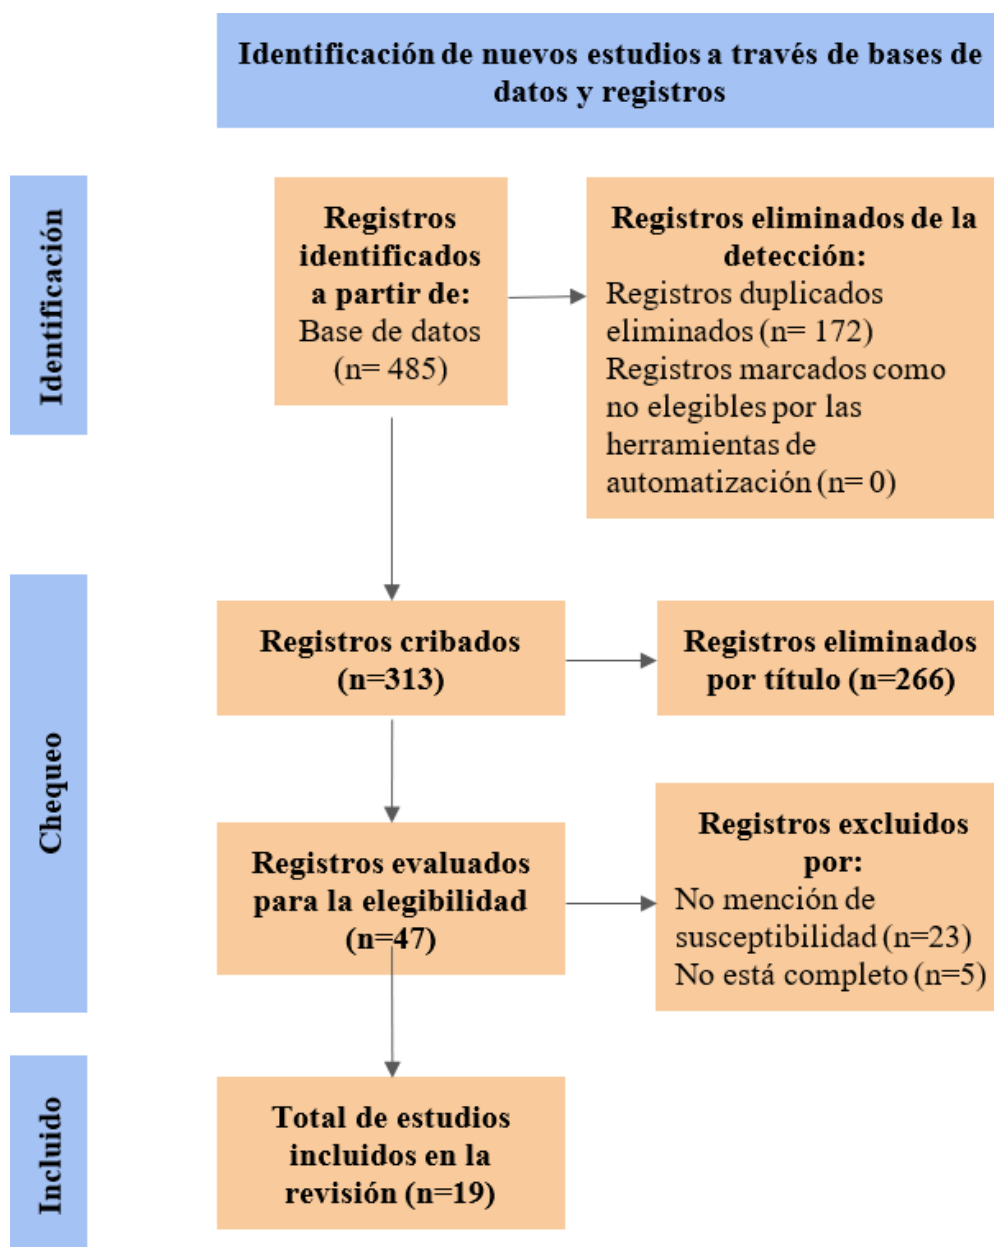 Identificación de nuevos estudios a través de bases de
datos y registros
Identificación
Registros
identificados
a partir de:
Base de datos
(n= 485)
Registros eliminados de la
detección:
Registros duplicados
eliminados (n= 172)
Registros marcados como
no elegibles por las
herramientas de
automatización (n= 0)
Chequeo
Registros cribados
(n=313)
Registros eliminados
por título (n=266)
Registros evaluados
para la elegibilidad
(n=47)
Registros excluidos
por:
No mención de
susceptibilidad (n=23)
No está completo (n=5)
Incluido
Total de estudios
incluidos en la
revisión (n=19)